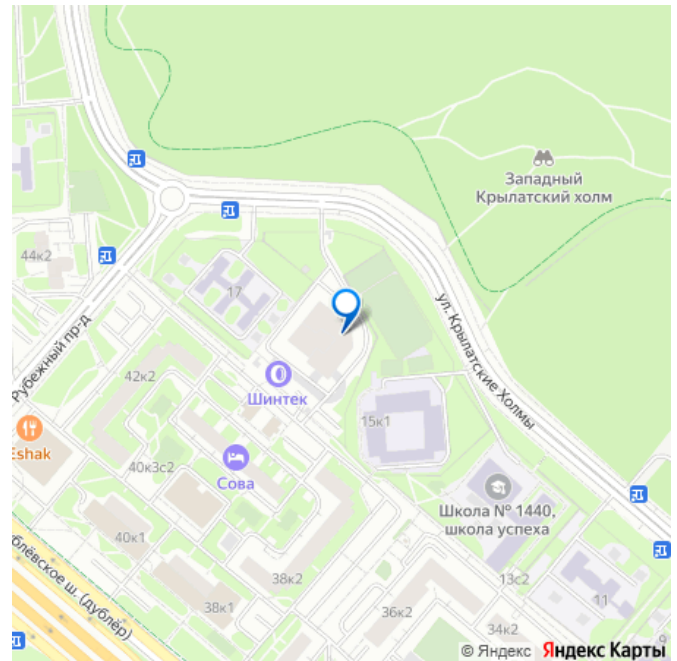 Западный
Крылатский холм
44к2
17
ул. Крылатские Холмы
Рубежный пр-д
42к2
Шинтек
15к1
Eshak
40к3с2
Сова
Школа № 1440,
школа успеха
40к1
блёвское ш. (дублёр)
38к2
13с2
38к1
36к2
11
34к2
9
© Яндекс Яндекс Карты